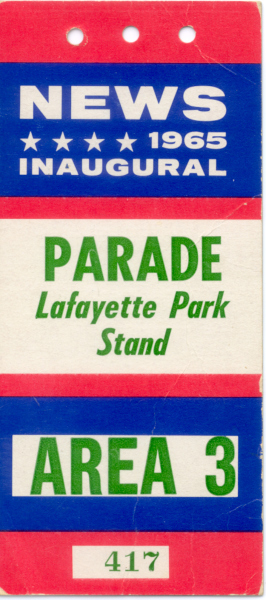 NEWS
★ ★ ★ ★ 1965
INAUGURAL
PARADE
Lafayette Park
Stand
AREA 3
417